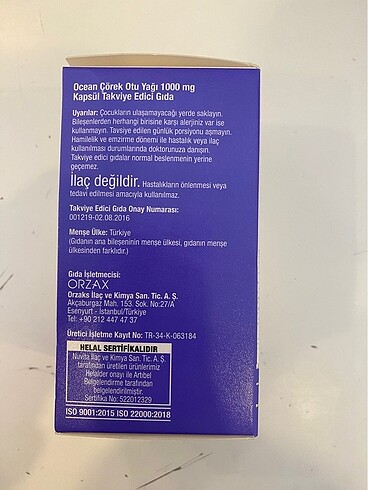 Ocean Çörek Otu Yağı 1000 mg
Kapsül Takviye Edici Gıda
Uyarılar: Çocukların ulaşamayacağı yerde saklayın.
Bileşenlerden herhangi birisine karşı alerjiniz var ise
kullanmayın. Tavsiye edilen günlük porsiyonu aşmayın.
Hamilelik ve emzirme dönemi ile hastalık veya ilaç
kullanılması durumlarında doktorunuza danışın.
Takviye edici gıdalar normal beslenmenin yerine
geçemez.
İlaç değildir. Hastalıkların önlenmesi veya
tedavi edilmesi amacıyla kullanılmaz.
Takviye Edici Gıda Onay Numarası:
001219-02.08.2016
Menşe Ülke: Türkiye
(Gıdanın ana bileşeninin menşe ülkesi, gıdanın menşe
ülkesinden farklıdır.)
Gıda İşletmecisi:
ORZAX
Orzaks İlaç ve Kimya San. Tic. A. Ş.
Akçaburgaz Mah. 153. Sok. No:27/A
Esenyurt - İstanbul/Türkiye
Tel: +90 212 447 47 37
Üretici İşletme Kayıt No: TR-34-K-063184
HELAL SERTİFİKALIDIR
Nuvita İlaç ve Kimya San. Tic. A. Ş.
tarafından üretilen ürünlerimiz
Helalder onayı ile Artıbel
Belgelendirme tarafından
belgelendirilmiştir.
Sertifika No: 522012329
ISO 9001:2015 ISO 22000:2018